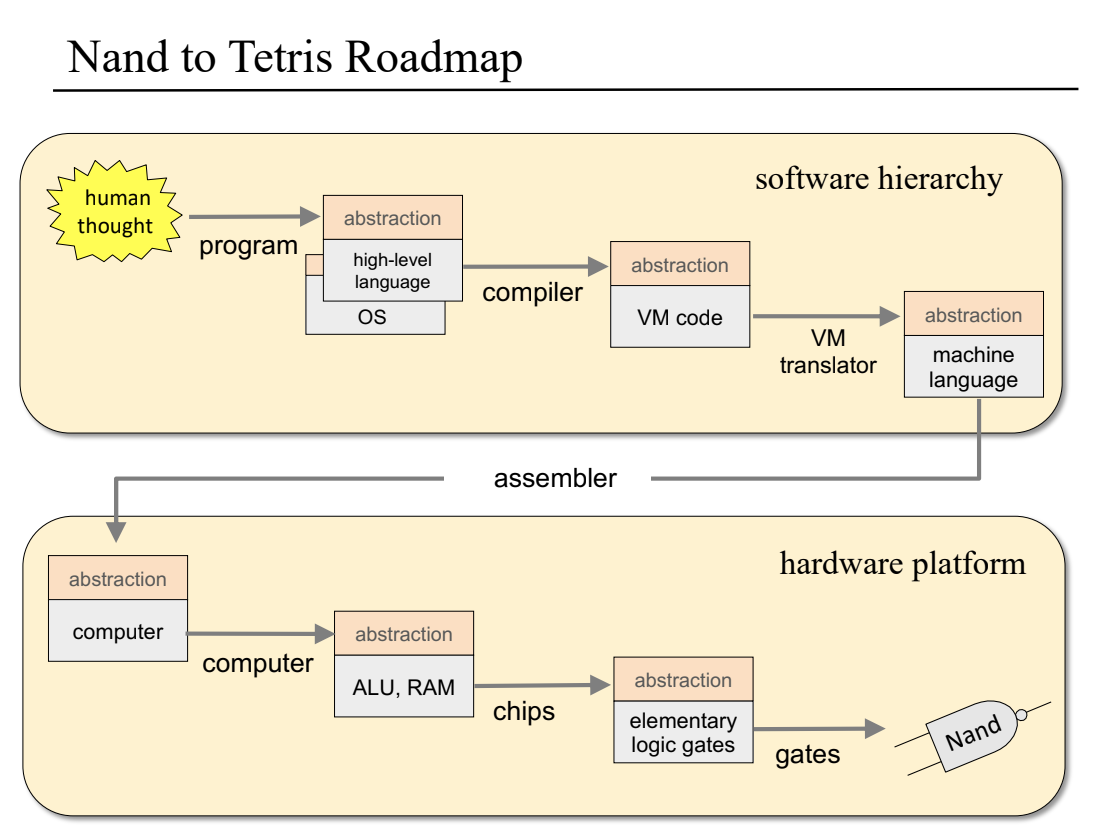 Nand to Tetris Roadmap
software hierarchy
human
thought
program
abstraction
high-level
language
OS
compiler
abstraction
VM code
VM
translator
abstraction
machine
language
assembler
hardware platform
abstraction
computer
computer
abstraction
ALU, RAM
chips
abstraction
elementary
logic gates
gates
Nand